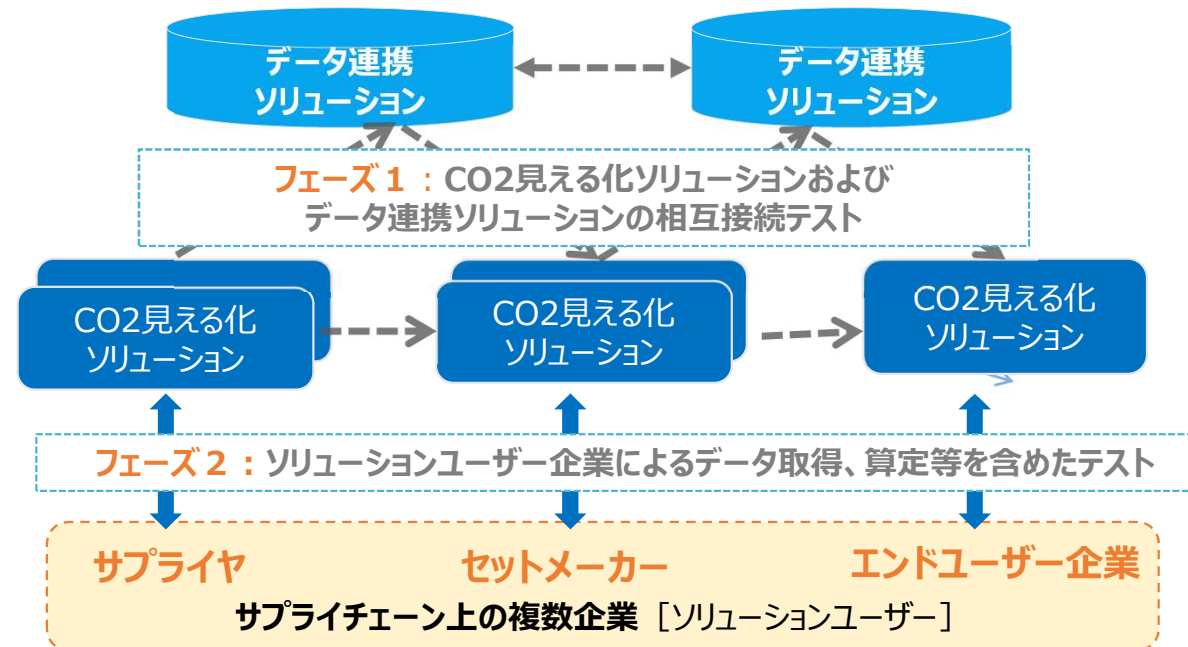 データ連携
ソリューション
データ連携
ソリューション
フェーズ１：CO2見える化ソリューションおよび
データ連携ソリューションの相互接続テスト
CO2見える化
ソリューション
CO2見える化
ソリューション
CO2見える化
ソリューション
フェーズ２：ソリューションユーザー企業によるデータ取得、算定等を含めたテスト
サプライヤ
セットメーカー
エンドユーザー企業
サプライチェーン上の複数企業［ソリューションユーザー］